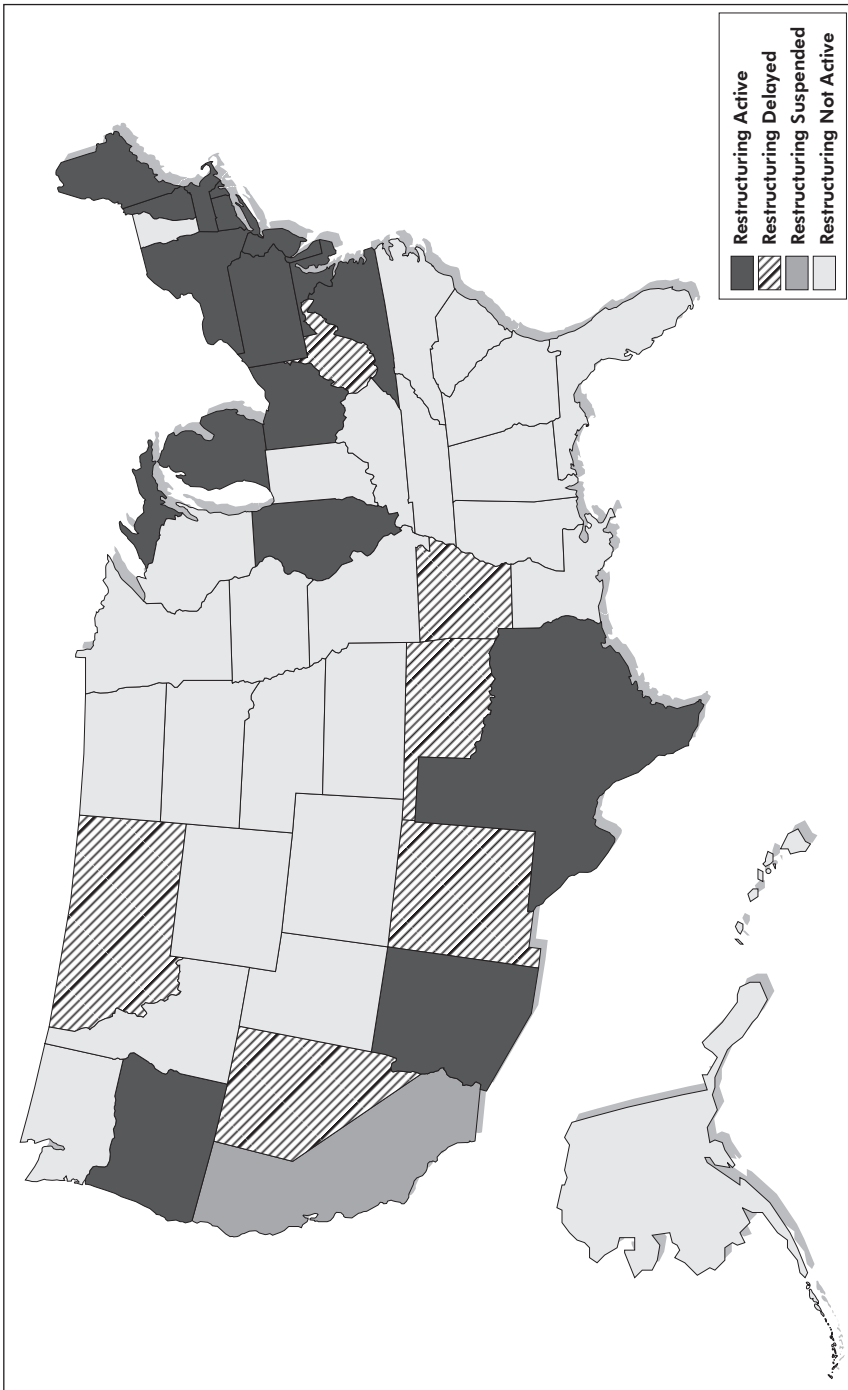 Restructuring Active
Restructuring Delayed
Restructuring Suspended
Restructuring Not Active